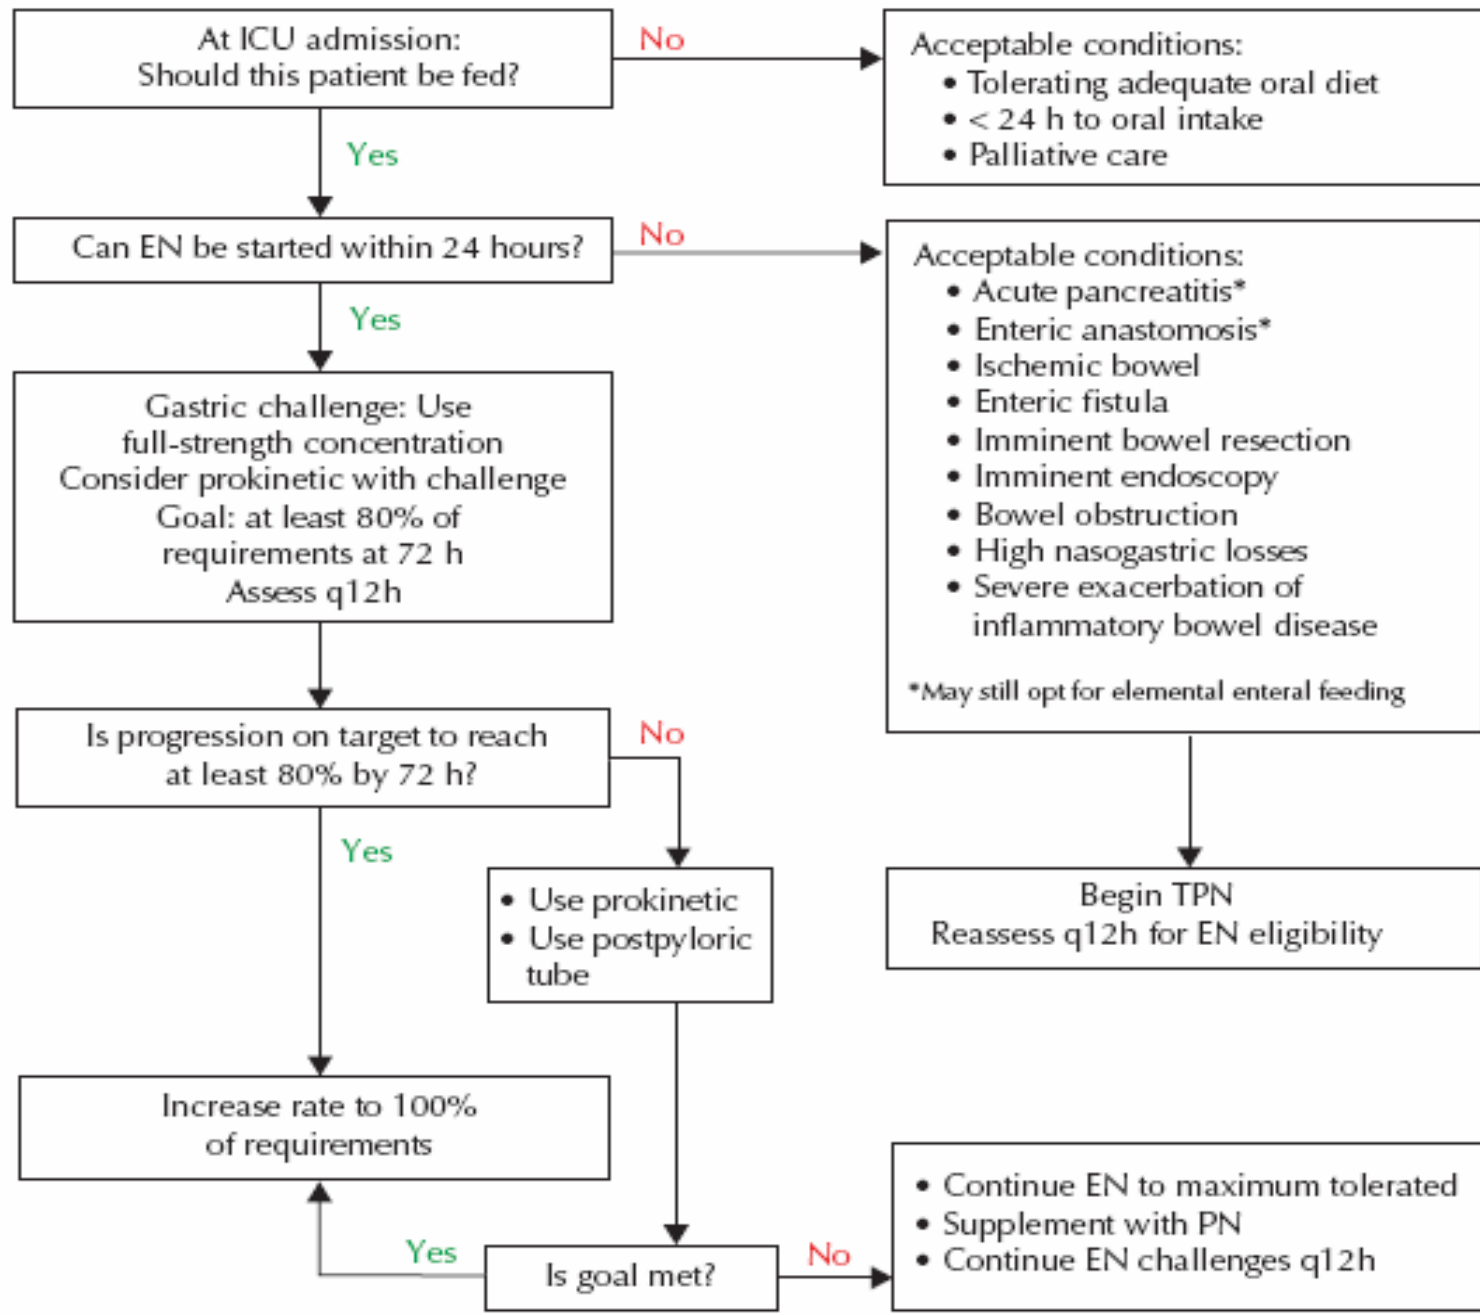 At ICU admission:
Should this patient be fed?
No
Acceptable conditions:
• Tolerating adequate oral diet
• < 24 h to oral intake
• Palliative care
Yes
Can EN be started within 24 hours?
No
Acceptable conditions:
• Acute pancreatitis*
• Enteric anastomosis*
• Ischemic bowel
• Enteric fistula
• Imminent bowel resection
• Imminent endoscopy
• Bowel obstruction
• High nasogastric losses
• Severe exacerbation of
inflammatory bowel disease
*May still opt for elemental enteral feeding
Yes
Gastric challenge: Use
full-strength concentration
Consider prokinetic with challenge
Goal: at least 80% of
requirements at 72 h
Assess q12h
Is progression on target to reach
at least 80% by 72 h?
No
Yes
• Use prokinetic
• Use postpyloric
tube
Begin TPN
Reassess q12h for EN eligibility
Increase rate to 100%
of requirements
Yes
Is goal met?
No
• Continue EN to maximum tolerated
• Supplement with PN
• Continue EN challenges q12h